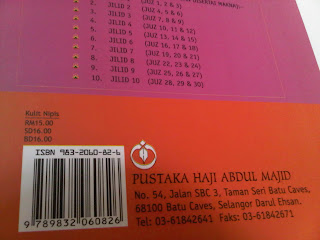 1. JILID 1 (JUZ 1, 2 & 3)
2. JILID 2 (JUZ 4, 5 & 6)
3. JILID 3 (JUZ 7, 8 & 9)
4. JILID 4 (JUZ 10, 11 & 12)
5. JILID 5 (JUZ 13, 14 & 15)
6. JILID 6 (JUZ 16, 17 & 18)
7. JILID 7 (JUZ 20 & 21)
8. JILID 8 (JUZ 22, 23 & 24)
9. JILID 9 (JUZ 25, 26 & 27)
10. JILID 10 (JUZ 28, 29 & 30)
Kulit Nipis
RM15.00
SD16.00
BD16.00
ISBN 983-2060-82-6
9 789832 060826
PUSTAKA HAJI ABDUL MAJID
No. 54, Jalan SBC 3, Taman Seri Batu Caves,
68100 Batu Caves, Selangor Darul Ehsan.
Tel: 03-61842641 Faks: 03-61842671